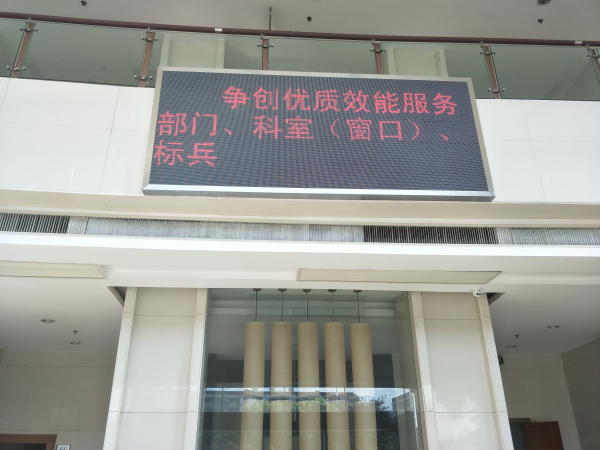 争创优质效能服务
部门、科室（窗口）、
标兵